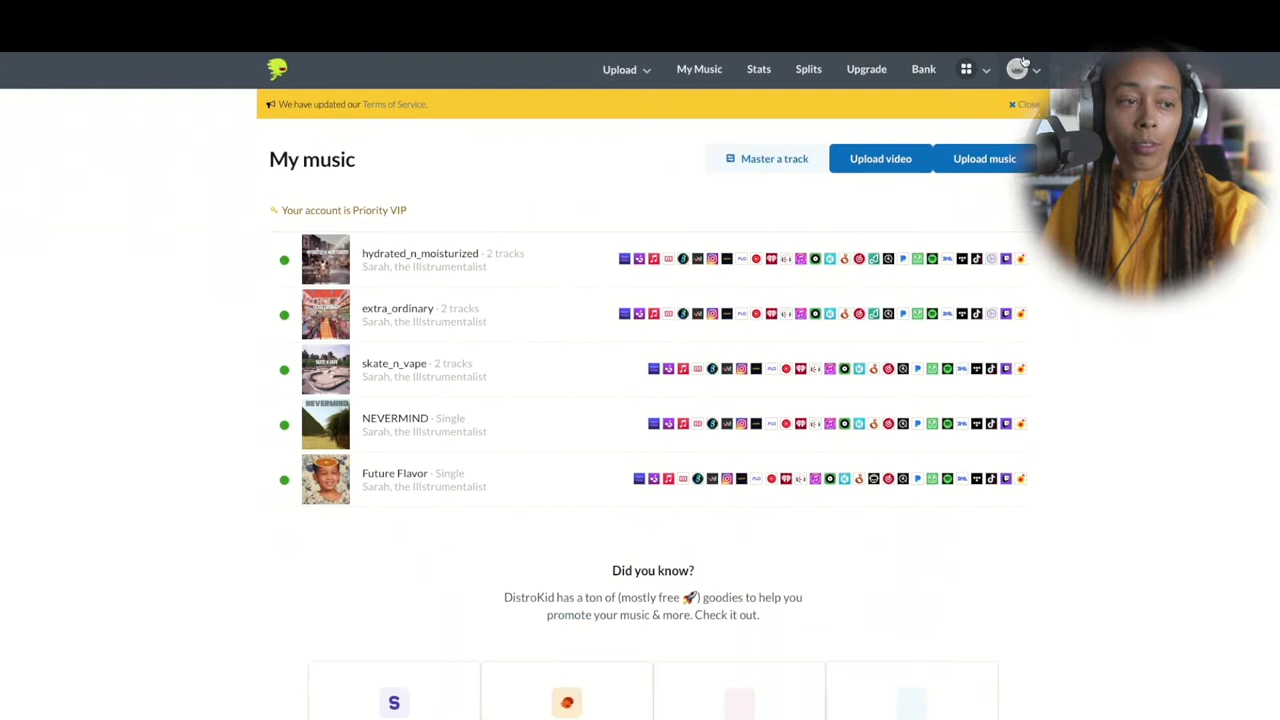 Upload
My Music
Stats
Splits
Upgrade
Bank
We have updated our Terms of Service.
Close
My music
Master a track
Upload video
Upload music
Your account is Priority VIP
hydrated_n_moisturized · 2 tracks
Sarah, the Illstrumentalist
extra_ordinary · 2 tracks
Sarah, the Illstrumentalist
skate_n_vape · 2 tracks
Sarah, the Illstrumentalist
NEVERMIND
NEVERMIND · Single
Sarah, the Illstrumentalist
Future Flavor · Single
Sarah, the Illstrumentalist
Did you know?
DistroKid has a ton of (mostly free 🚀) goodies to help you
promote your music & more. Check it out.
S